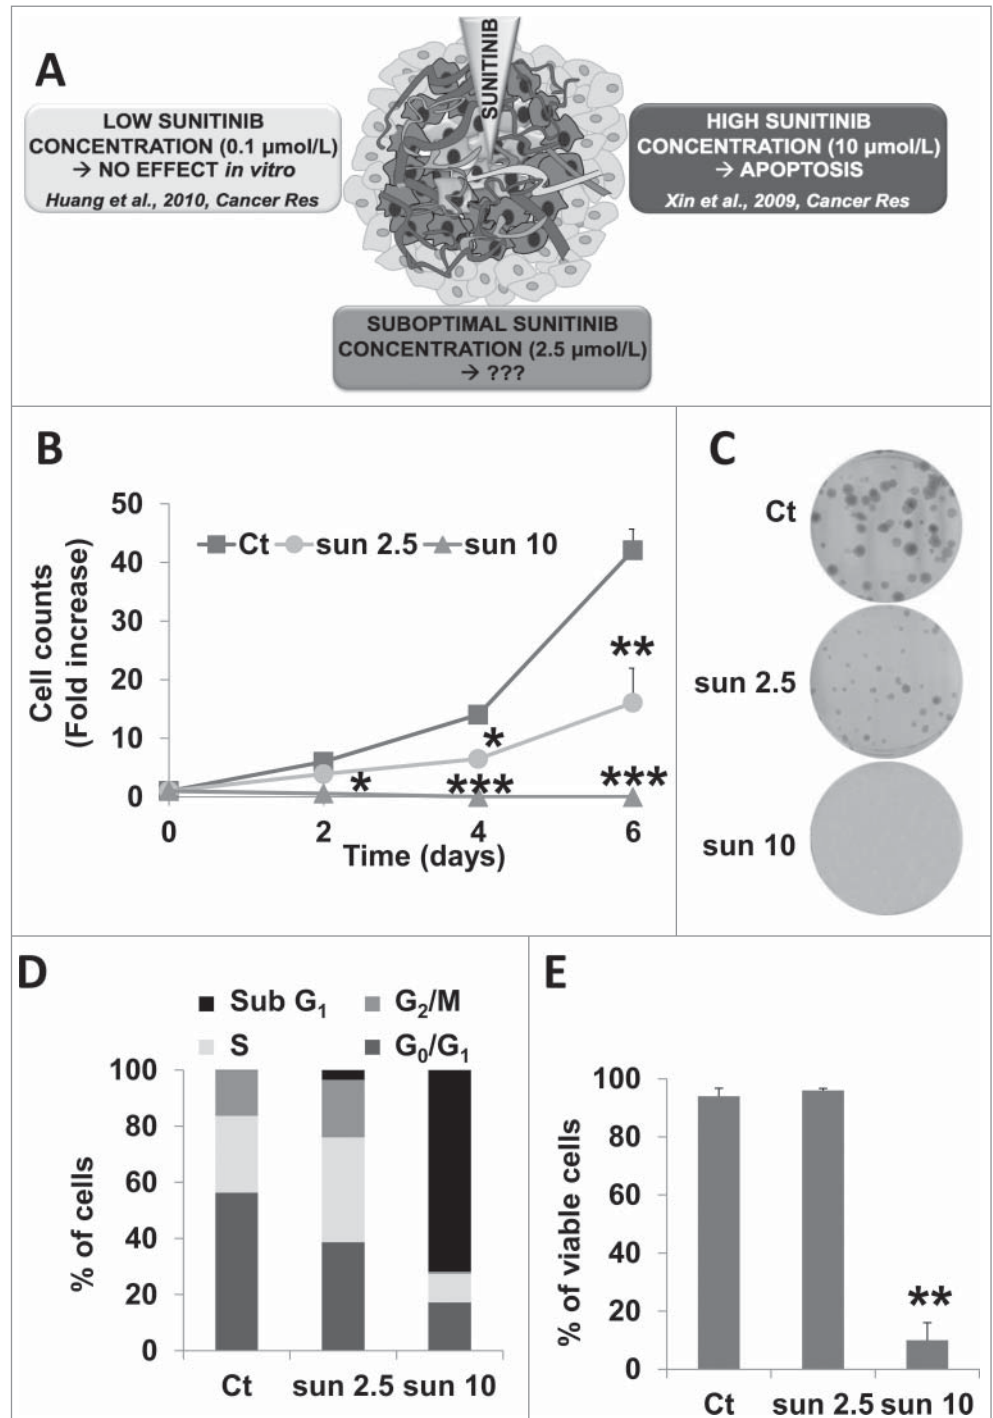 A
SUNITINIB
LOW SUNITINIB
CONCENTRATION (0.1 µmol/L)
→ NO EFFECT in vitro
Huang et al., 2010, Cancer Res
HIGH SUNITINIB
CONCENTRATION (10 µmol/L)
→ APOPTOSIS
Xin et al., 2009, Cancer Res
SUBOPTIMAL SUNITINIB
CONCENTRATION (2.5 µmol/L)
→ ???
B
Cell counts
(Fold increase)
50
40
30
20
10
0
Ct sun 2.5 sun 10
**
*
* *** ***
0 2 4 6
Time (days)
C
Ct
sun 2.5
sun 10
D
Sub G₁ G₂/M
S G₀/G₁
% of cells
100
80
60
40
20
0
Ct sun 2.5 sun 10
E
% of viable cells
100
80
60
40
20
0
**
Ct sun 2.5 sun 10